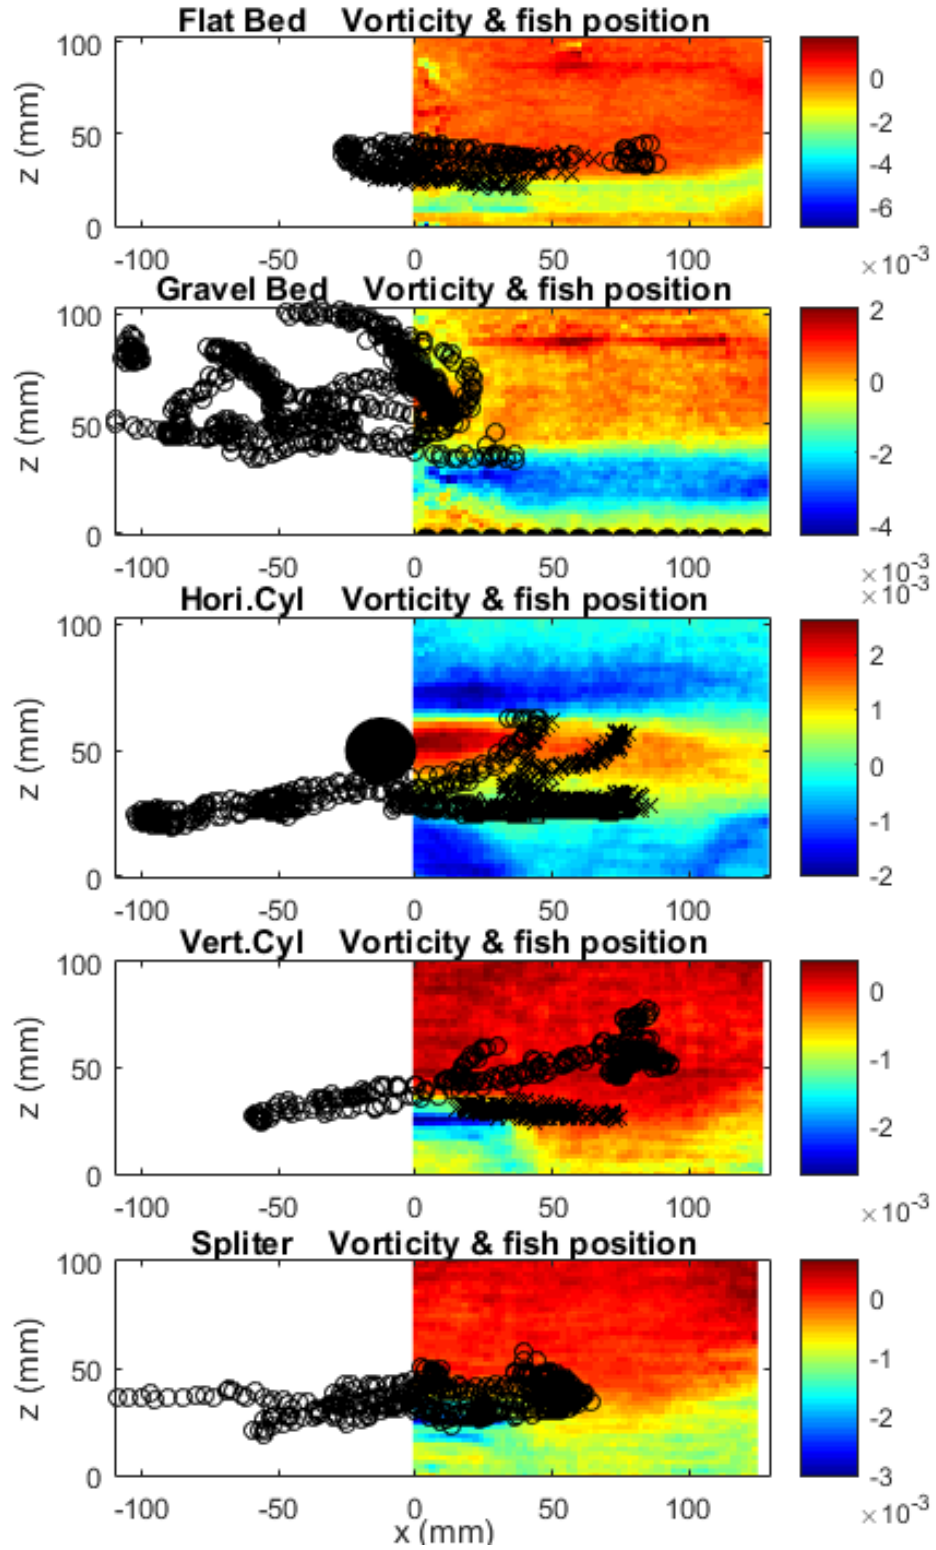 Flat Bed    Vorticity & fish position
100
50
0
z (mm)
-100 -50 0 50 100
0
-2
-4
-6
×10-3
Gravel Bed    Vorticity & fish position
100
50
0
z (mm)
-100 -50 0 50 100
2
0
-2
-4
×10-3
×10-3
Hori.Cyl    Vorticity & fish position
100
50
0
z (mm)
-100 -50 0 50 100
2
1
0
-1
-2
Vert.Cyl    Vorticity & fish position
100
50
0
z (mm)
-100 -50 0 50 100
0
-1
-2
×10-3
Spliter    Vorticity & fish position
100
50
0
z (mm)
-100 -50 0 50 100
x (mm)
0
-1
-2
-3
×10-3